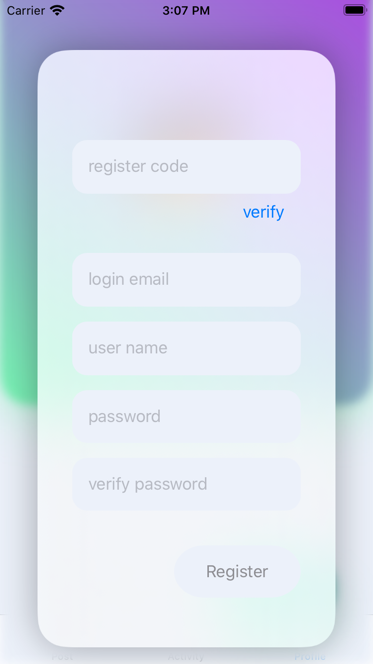 Carrier 3:07 PM
register code
verify
login email
user name
password
verify password
Register